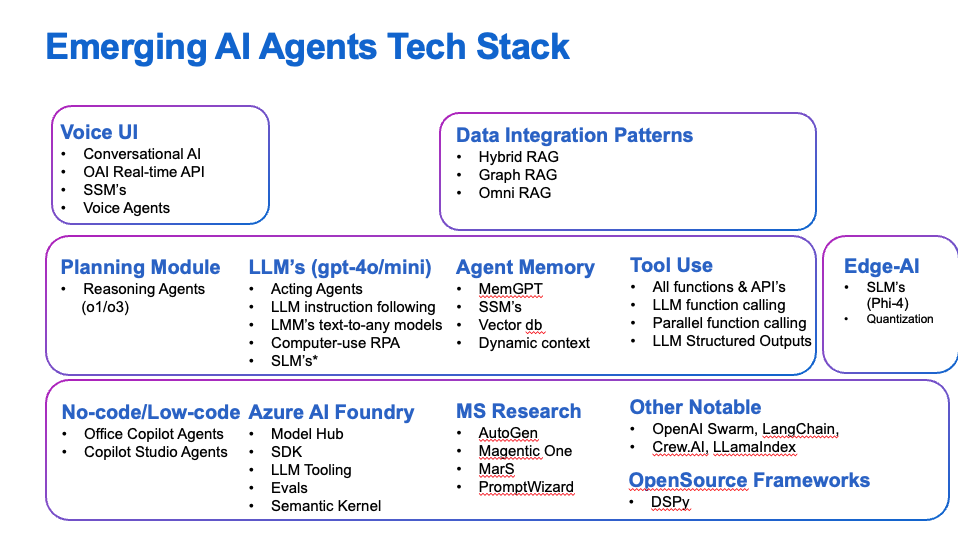 Emerging AI Agents Tech Stack
Voice UI
• Conversational AI
• OAI Real-time API
• SSM's
• Voice Agents
Data Integration Patterns
• Hybrid RAG
• Graph RAG
• Omni RAG
Planning Module
• Reasoning Agents
(o1/o3)
LLM's (gpt-4o/mini)
• Acting Agents
• LLM instruction following
• LMM's text-to-any models
• Computer-use RPA
• SLM's*
Agent Memory
• MemGPT
• SSM's
• Vector db
• Dynamic context
Tool Use
• All functions & API's
• LLM function calling
• Parallel function calling
• LLM Structured Outputs
Edge-AI
• SLM's
(Phi-4)
• Quantization
No-code/Low-code
• Office Copilot Agents
• Copilot Studio Agents
Azure AI Foundry
• Model Hub
• SDK
• LLM Tooling
• Evals
• Semantic Kernel
MS Research
• AutoGen
• Magentic One
• MarS
• PromptWizard
Other Notable
• OpenAI Swarm, LangChain,
• Crew.AI, LLamaIndex
OpenSource Frameworks
• DSPy